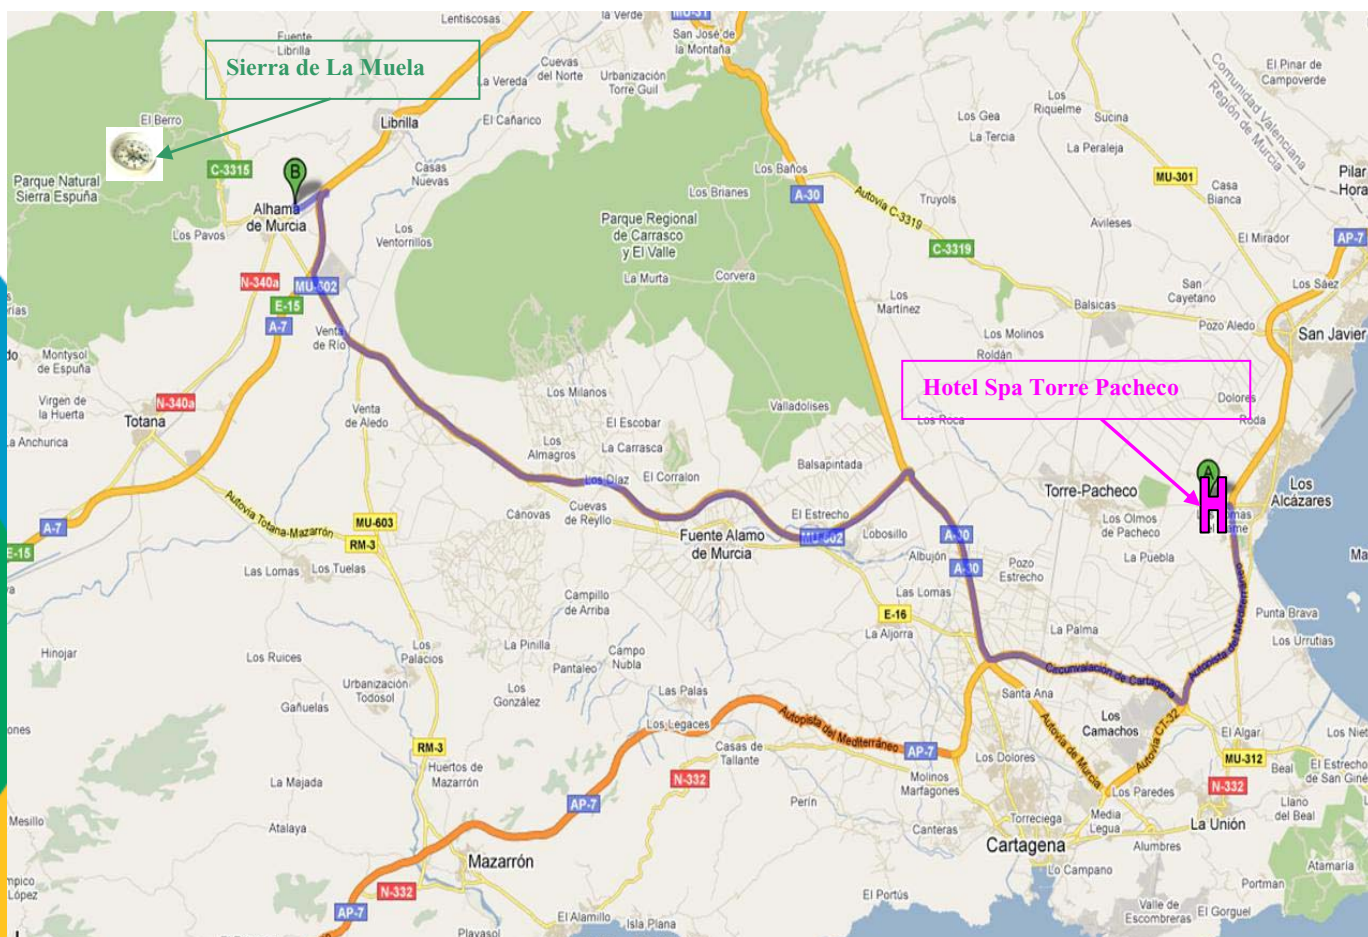 Lentiscosas
la Verde
MU-31
San José de
la Montaña
Fuente
Librilla
Sierra de La Muela
Cuevas
del Norte
La Vereda
Urbanización
Torre Guil
El Pinar de
Campoverde
Comunidad Valenciana
Región de Murcia
Los
Riquelme
Sucina
Los Gea
La Tercia
La Peraleja
El Berro
Librilla
El Cañarico
C-3315
B
Casas
Nuevas
Los Baños
A-30
Autovía C-3319
MU-301
Casa
Bianca
Pilar
Hora
Parque Natural
Sierra Espuña
Alhama
de Murcia
Los Pavos
Los
Ventorrillos
Los Brianes
Parque Regional
de Carrasco
y El Valle
Truyols
Avileses
El Mirador
AP-7
C-3319
La Murta
Corvera
N-340a
MU-602
E-15
A-7
San
Cayetano
Los Sáez
Los
Martínez
Balsicas
Pozo Aledo
San Javier
Venta
de Río
Los Molinos
Roldán
Montysol
de Espuña
Hotel Spa Torre Pacheco
Virgen de
la Huerta
N-340a
Totana
Los Milanos
Valladolises
Dolores
Roda
Venta
de Aledo
El Escobar
La Carrasca
Los Roca
La Anchurica
Los
Almagros
Los Díaz
El Corralon
Balsapintada
A
H
Torre-Pacheco
Los
Alcázares
Autovía Totana-Mazarrón
Cánovas
Cuevas
de Reyllo
Fuente Alamo
de Murcia
El Estrecho
MU-602
Lobosillo
Los Olmos
de Pacheco
A-7
E-15
MU-603
RM-3
A-30
Albujón
A-30
Pozo
Estrecho
La Puebla
Ma
Las Lomas
Los Tuelas
Campillo
de Arriba
Las Lomas
E-16
La Aljorra
La Palma
Autopista del Mediterráneo
Punta Brava
Los Urrutias
Hinojar
Los Ruices
Los
Palacios
La Pinilla
Campo
Nubla
Pantaleo
Urbanización
Todosol
Gañuelas
Los
González
Las Palas
Los Legaces
Circunvalación de Cartagena
Santa Ana
Los
Camachos
Autovía CT-32
Autovía de Murcia
El Algar
Los Niet
RM-3
Huertos de
Mazarrón
Autopista del Mediterráneo
Casas de
Tallante
AP-7
Los Dolores
MU-312
Beal
El Estrecho
de San Giné
La Majada
N-332
Molinos
Marfagones
N-332
AP-7
Perín
Los Paredes
Llano
del Beal
Mesillo
Atalaya
Canteras
Torreciega
Media
Legua
La Unión
Mazarrón
Cartagena
Alumbres
Atamaría
Lo Campano
Portman
López
N-332
El Portús
Valle de
Escombreras
El Gorguel
AP-7
El Alamillo
Isla Plana
Playasol